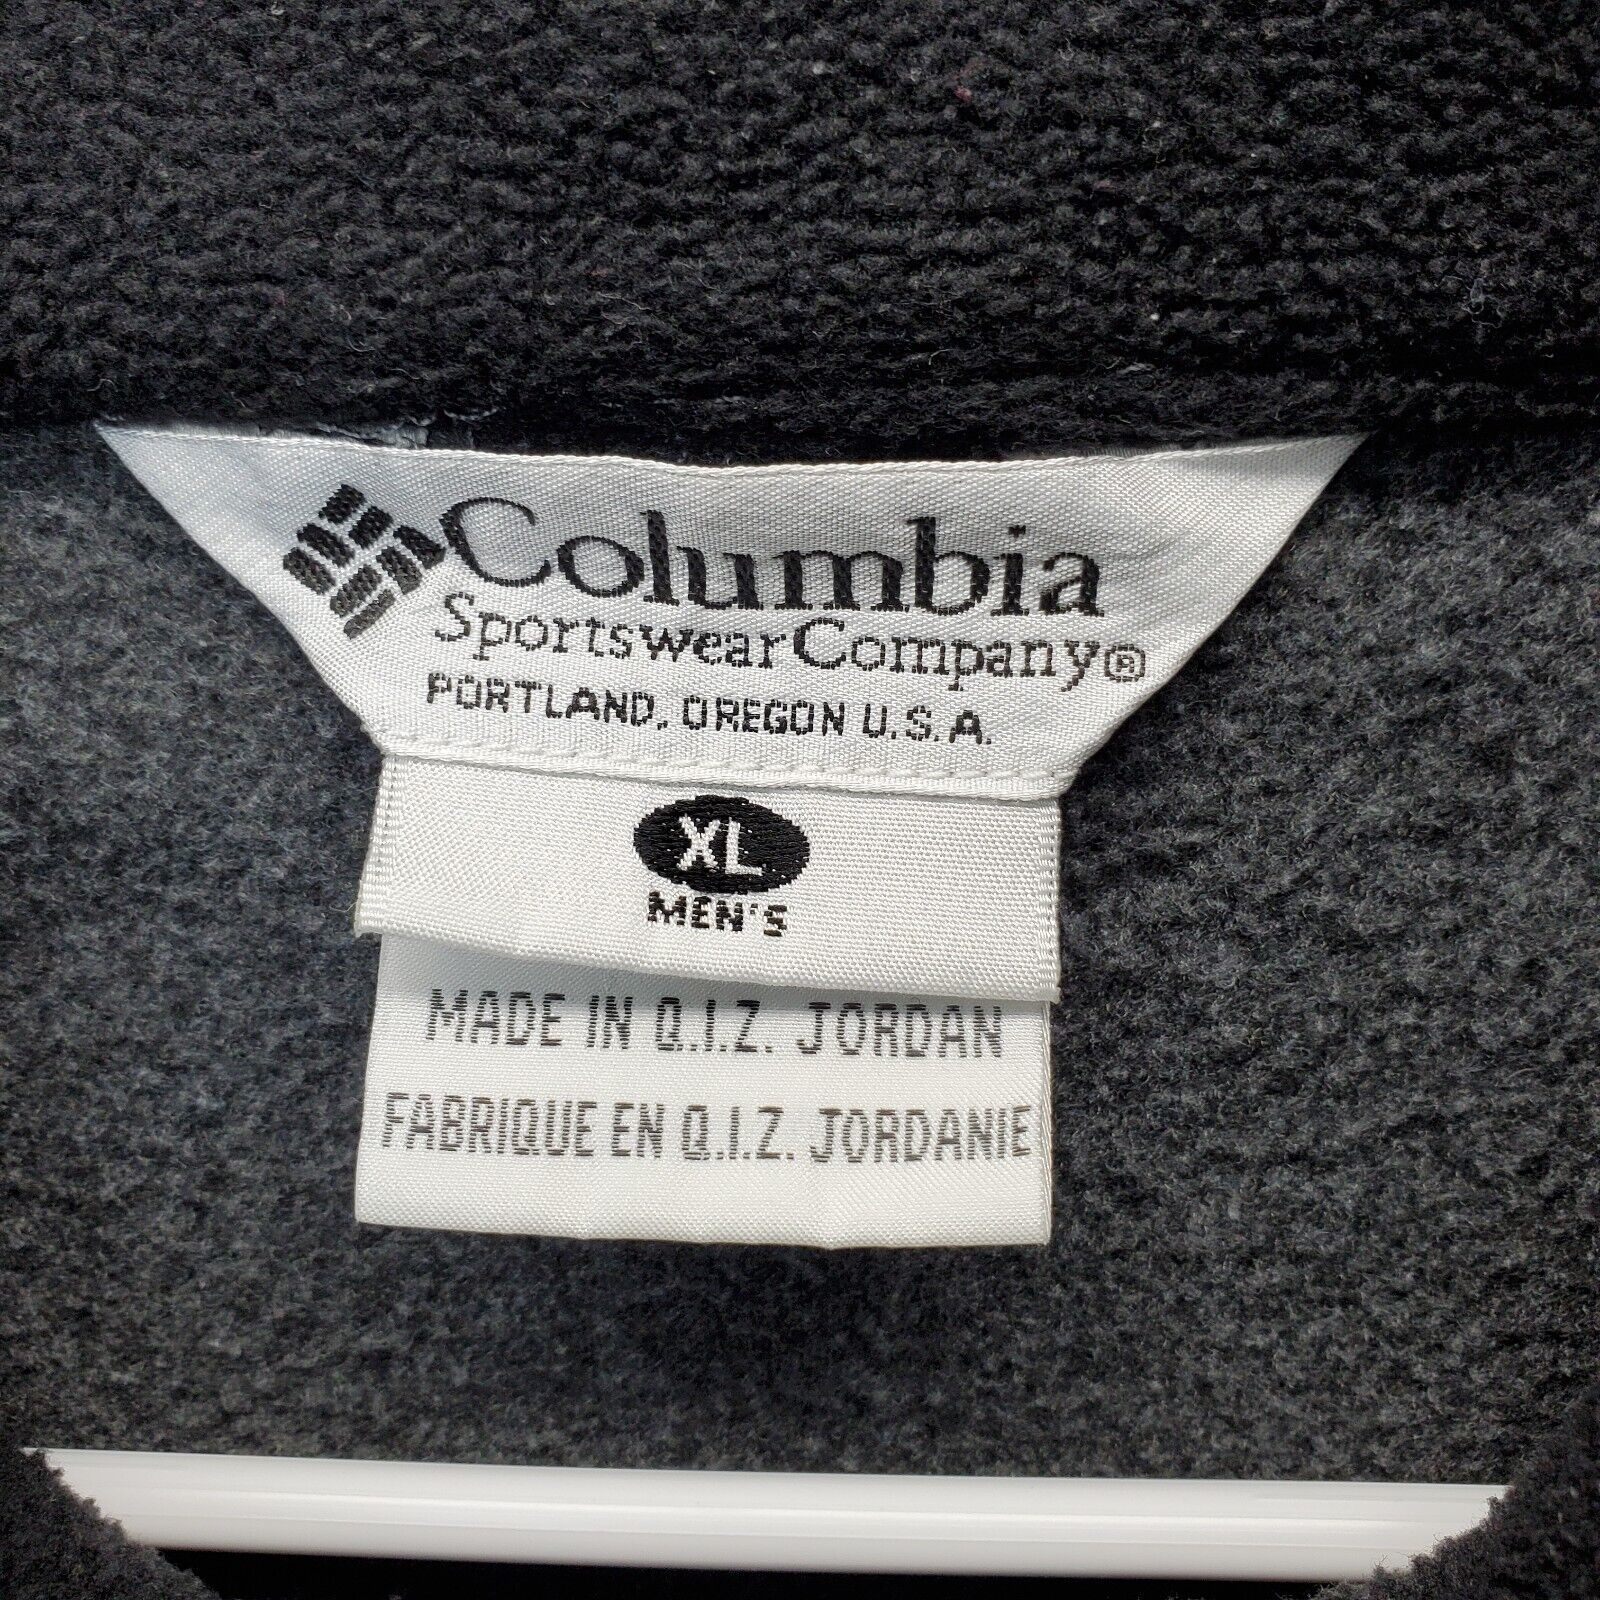 Columbia
Sportswear Company®
PORTLAND, OREGON U.S.A.
XL
MEN'S
MADE IN Q.I.Z. JORDAN
FABRIQUE EN Q.I.Z. JORDANIE